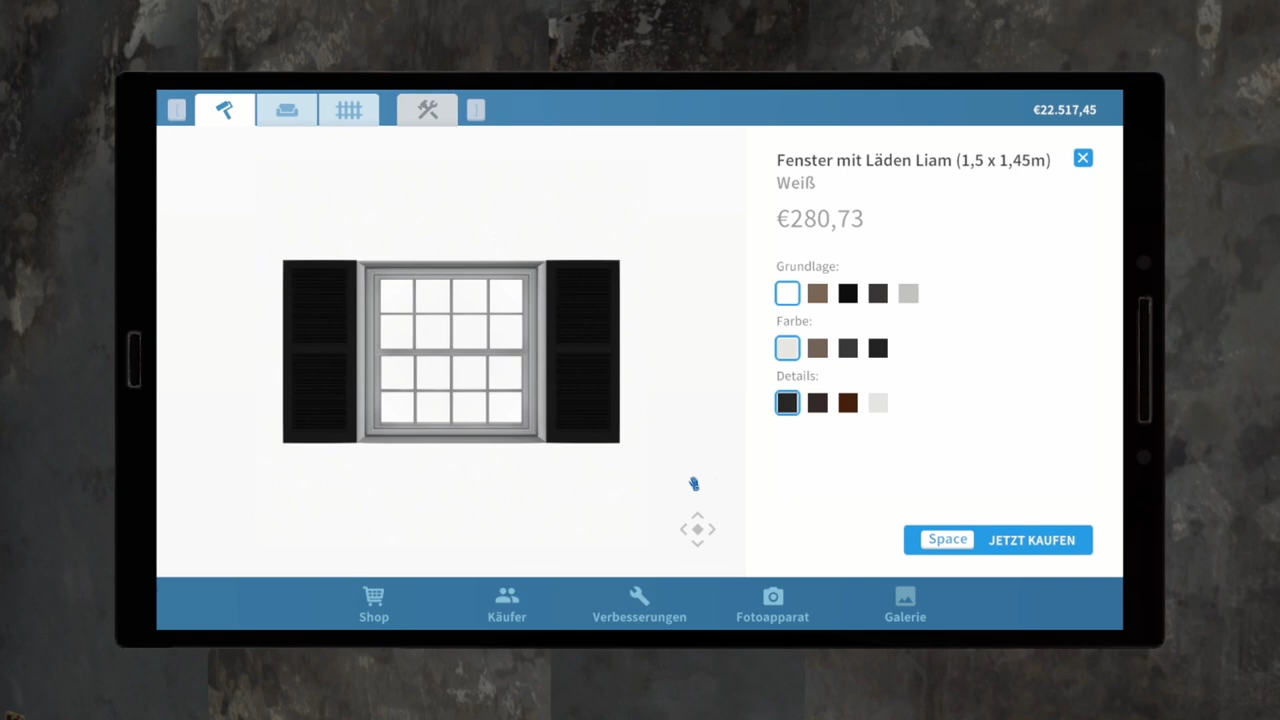 €22.517,45
Fenster mit Läden Liam (1,5 x 1,45m)
Weiß
€280,73
Grundlage:
Farbe:
Details:
Space JETZT KAUFEN
Shop
Käufer
Verbesserungen
Fotoapparat
Galerie